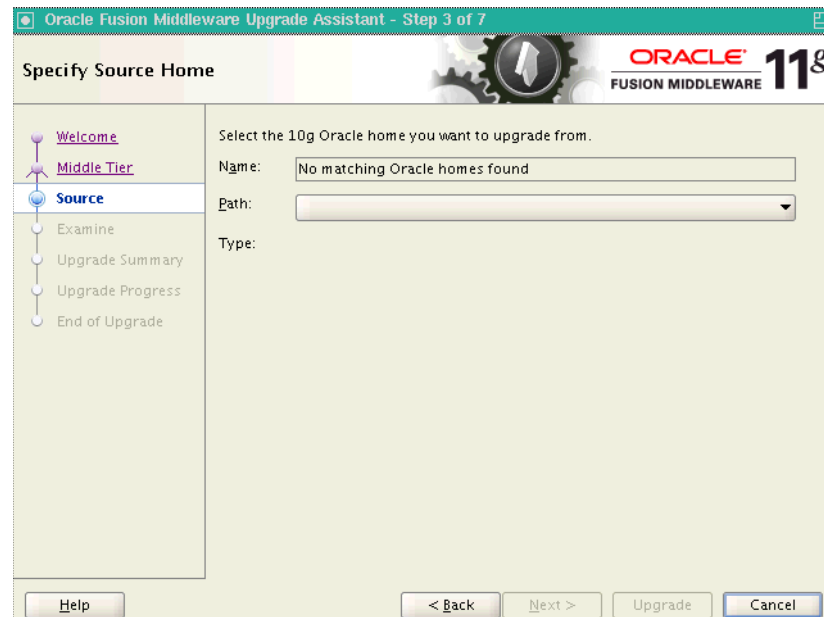 Oracle Fusion Middleware Upgrade Assistant - Step 3 of 7
Specify Source Home
ORACLE
FUSION MIDDLEWARE
11g
Welcome
Middle Tier
Source
Examine
Upgrade Summary
Upgrade Progress
End of Upgrade
Select the 10g Oracle home you want to upgrade from.
Name: No matching Oracle homes found
Path:
Type:
Help < Back Next > Upgrade Cancel